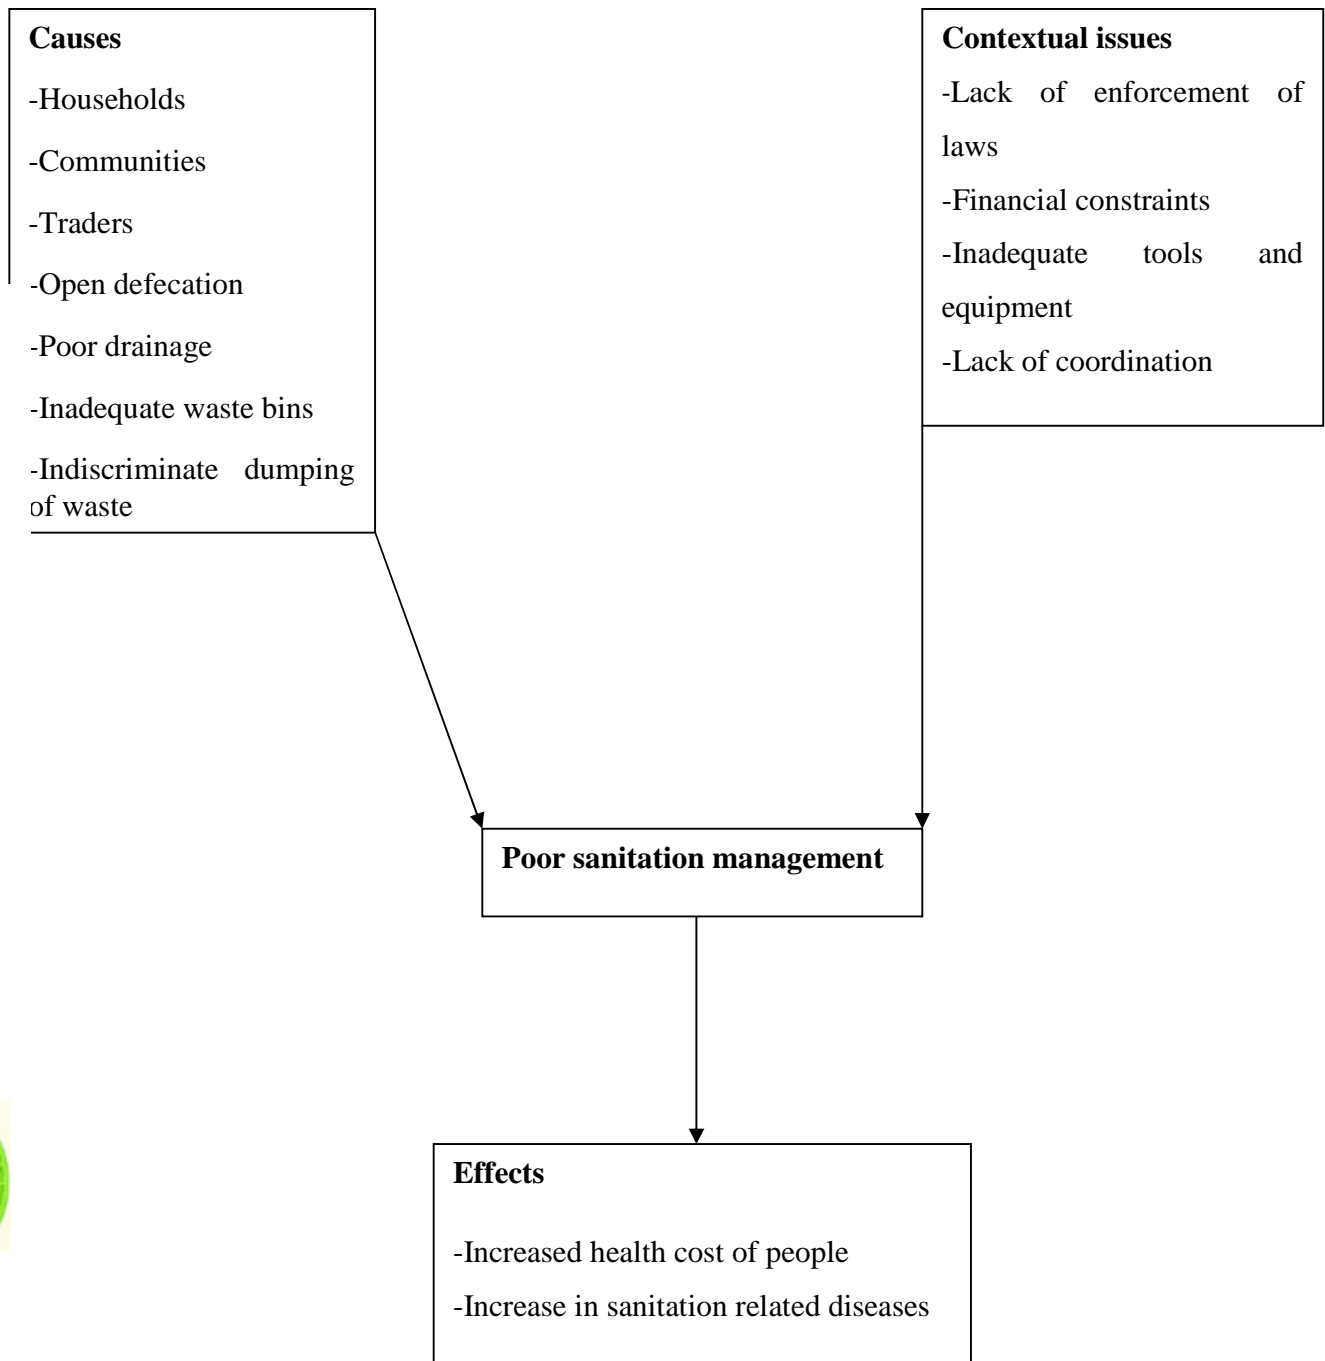 Causes
-Households
-Communities
-Traders
-Open defecation
-Poor drainage
-Inadequate waste bins
-Indiscriminate dumping
of waste
Contextual issues
-Lack of enforcement of
laws
-Financial constraints
-Inadequate tools and
equipment
-Lack of coordination
Poor sanitation management
Effects
-Increased health cost of people
-Increase in sanitation related diseases